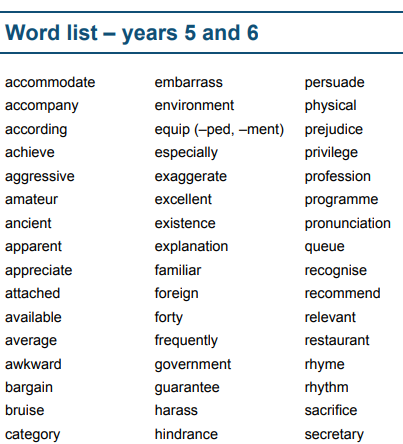 Word list – years 5 and 6
accommodate
accompany
according
achieve
aggressive
amateur
ancient
apparent
appreciate
attached
available
average
awkward
bargain
bruise
category
embarrass
environment
equip (–ped, –ment)
especially
exaggerate
excellent
existence
explanation
familiar
foreign
forty
frequently
government
guarantee
harass
hindrance
persuade
physical
prejudice
privilege
profession
programme
pronunciation
queue
recognise
recommend
relevant
restaurant
rhyme
rhythm
sacrifice
secretary